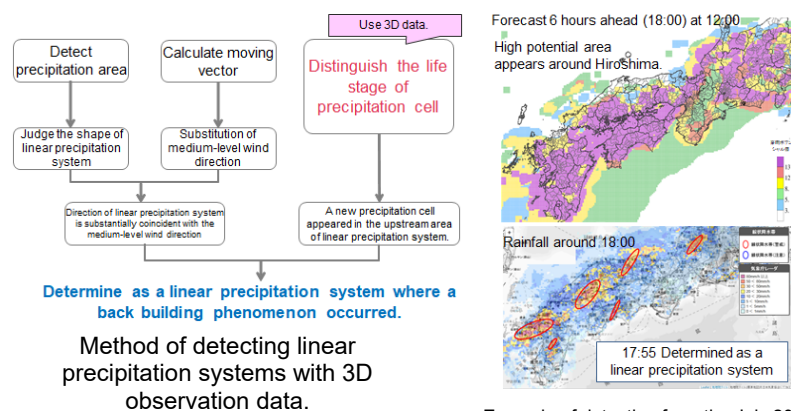 Use 3D data.
Detect
precipitation area
Calculate moving
vector
Distinguish the life
stage of
precipitation cell
Judge the shape of
linear precipitation
system
Substitution of
medium-level wind
direction
Direction of linear precipitation system
is substantially coincident with the
medium-level wind direction
A new precipitation cell
appeared in the upstream area
of linear precipitation system.
Determine as a linear precipitation system where a
back building phenomenon occurred.
Method of detecting linear
precipitation systems with 3D
observation data.
Forecast 6 hours ahead (18:00) at 12:00
High potential area
appears around Hiroshima.
Rainfall around 18:00
17:55 Determined as a
linear precipitation system